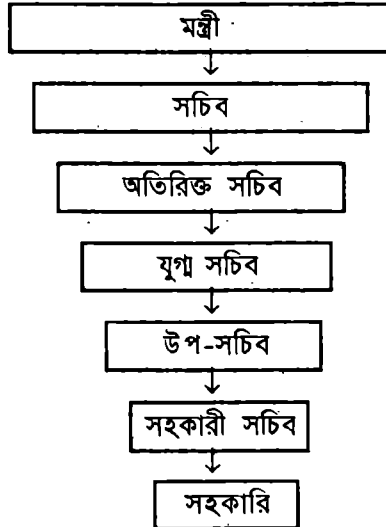 মন্ত্রী
সচিব
অতিরিক্ত সচিব
যুগ্ম সচিব
উপ-সচিব
সহকারী সচিব
সহকারি